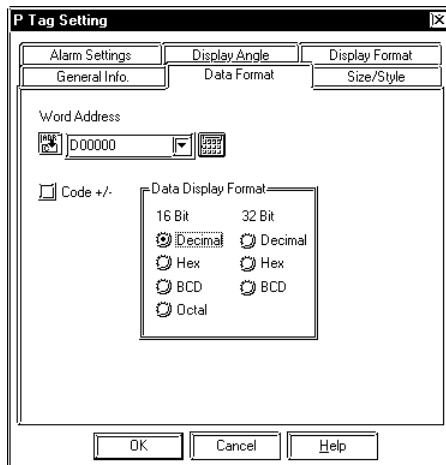 P Tag Setting
Alarm Settings Display Angle Display Format
General Info. Data Format Size/Style
Word Address
D00000
Code +/-
Data Display Format
16 Bit 32 Bit
Decimal Decimal
Hex Hex
BCD BCD
Octal
OK Cancel Help